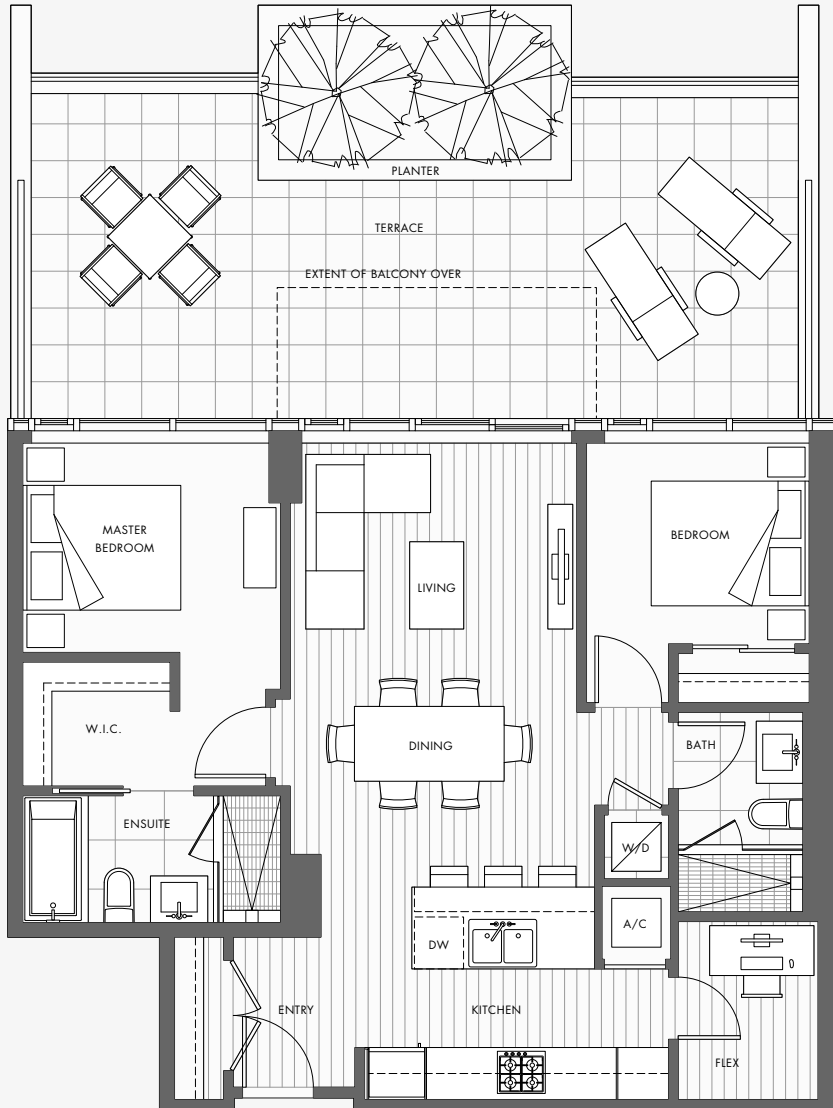 PLANTER
TERRACE
EXTENT OF BALCONY OVER
MASTER
BEDROOM
BEDROOM
LIVING
W.I.C.
DINING
BATH
ENSUITE
W/D
A/C
DW
ENTRY
KITCHEN
FLEX